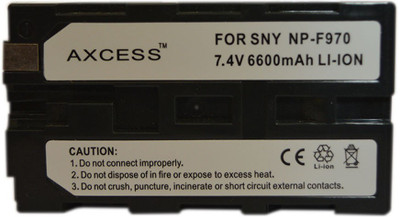 AXCESS™
FOR SNY NP-F970
7.4V 6600mAh LI-ION
Caution:
1. Do not connect improperly.
2. Do not dispose of in fire or expose to excess heat.
3. Do not crush, puncture, incinerate, or short external contacts.
CE
Li-ion